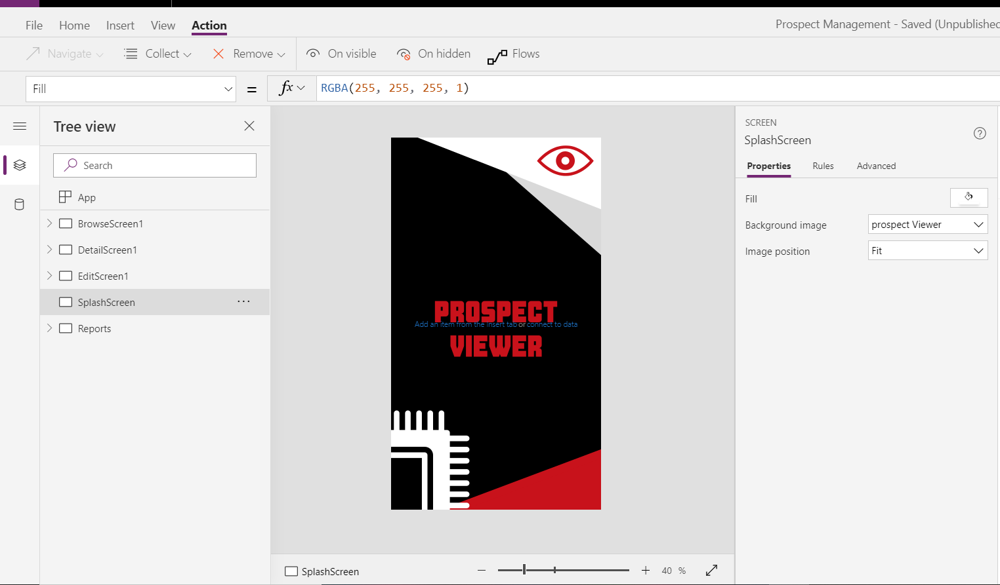 File Home Insert View Action Prospect Management - Saved (Unpublished
Navigate Collect Remove On visible On hidden Flows
Fill = fx RGBA(255, 255, 255, 1)
Tree view
Search
App
BrowseScreen1
DetailScreen1
EditScreen1
SplashScreen ...
Reports
PROSPECT
Add an item from the Insert tab or connect to data
VIEWER
SplashScreen 40 %
SCREEN
SplashScreen
Properties Rules Advanced
Fill
Background image prospect Viewer
Image position Fit